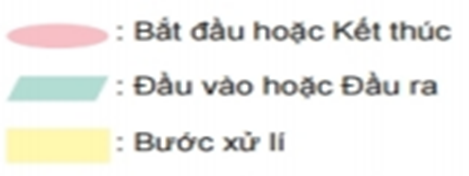 : Bắt đầu hoặc Kết thúc
: Đầu vào hoặc Đầu ra
: Bước xử lí